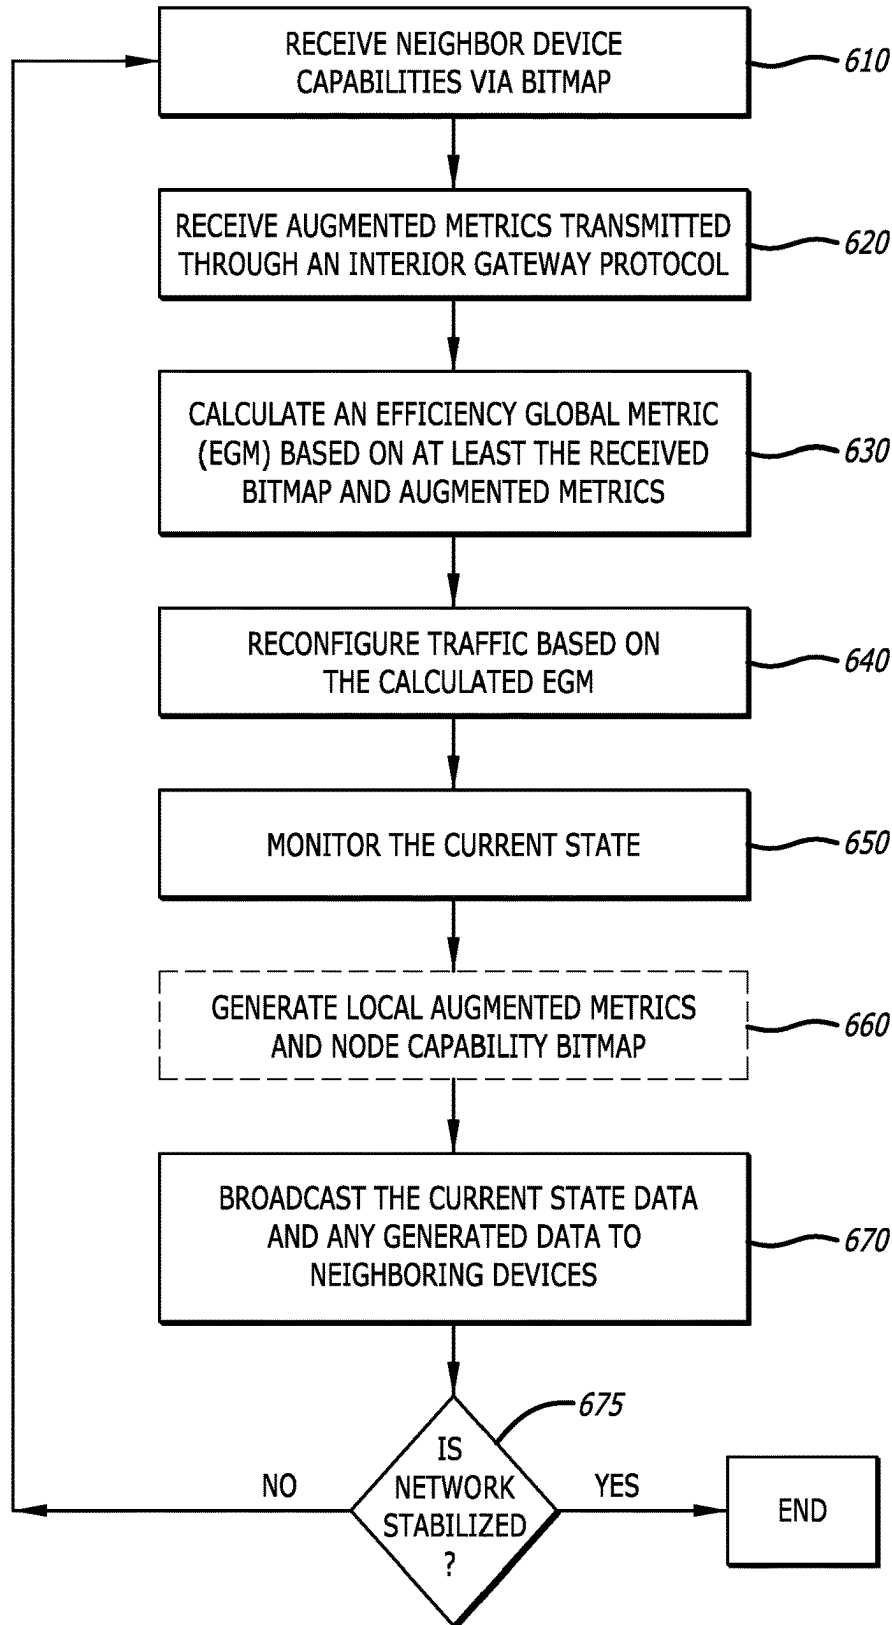 RECEIVE NEIGHBOR DEVICE
CAPABILITIES VIA BITMAP
610
RECEIVE AUGMENTED METRICS TRANSMITTED
THROUGH AN INTERIOR GATEWAY PROTOCOL
620
CALCULATE AN EFFICIENCY GLOBAL METRIC
(EGM) BASED ON AT LEAST THE RECEIVED
BITMAP AND AUGMENTED METRICS
630
RECONFIGURE TRAFFIC BASED ON
THE CALCULATED EGM
640
MONITOR THE CURRENT STATE
650
GENERATE LOCAL AUGMENTED METRICS
AND NODE CAPABILITY BITMAP
660
BROADCAST THE CURRENT STATE DATA
AND ANY GENERATED DATA TO
NEIGHBORING DEVICES
670
675
IS
NETWORK
STABILIZED
?
NO
YES
END